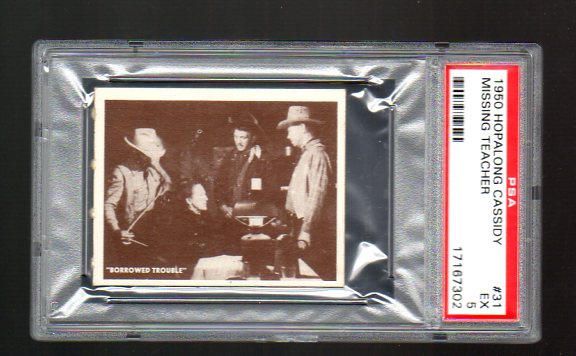 1950 HOPALONG CASSIDY #31
MISSING TEACHER EX
5
17167302
PSA
"BORROWED TROUBLE"